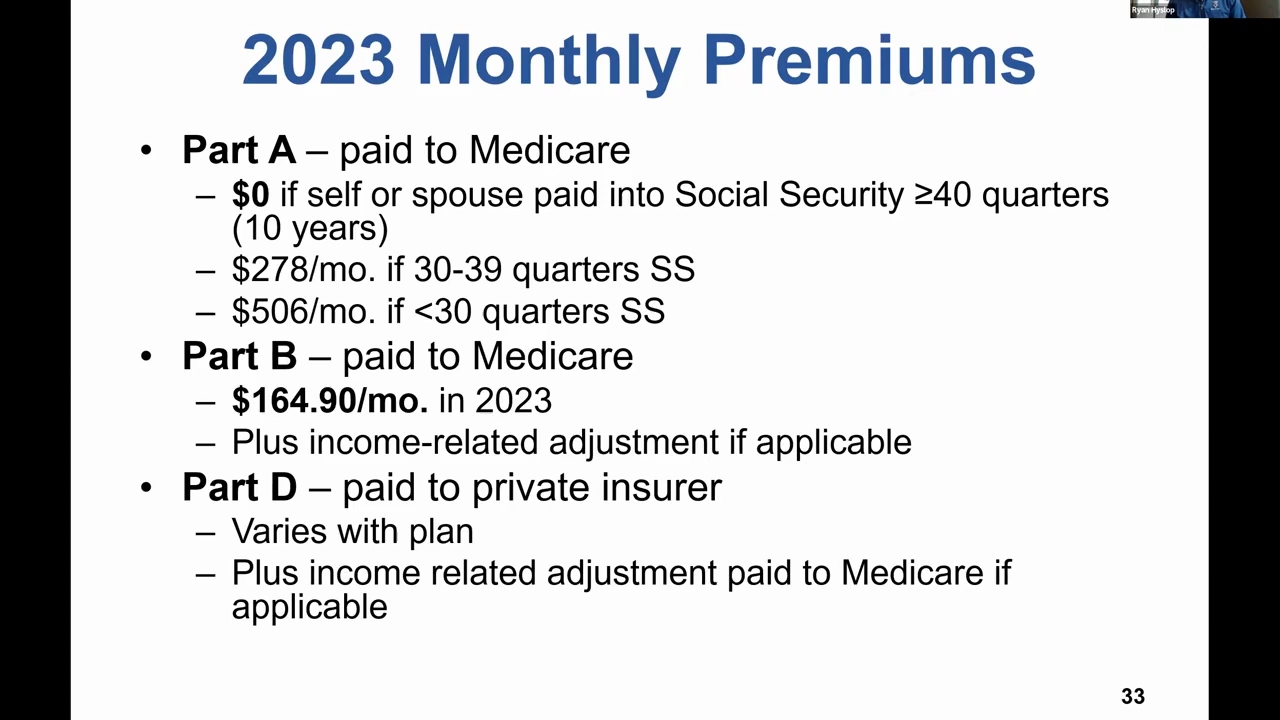 Ryan Hyslop
2023 Monthly Premiums
• Part A – paid to Medicare
– $0 if self or spouse paid into Social Security ≥40 quarters
(10 years)
– $278/mo. if 30-39 quarters SS
– $506/mo. if <30 quarters SS
• Part B – paid to Medicare
– $164.90/mo. in 2023
– Plus income-related adjustment if applicable
• Part D – paid to private insurer
– Varies with plan
– Plus income related adjustment paid to Medicare if
applicable
33